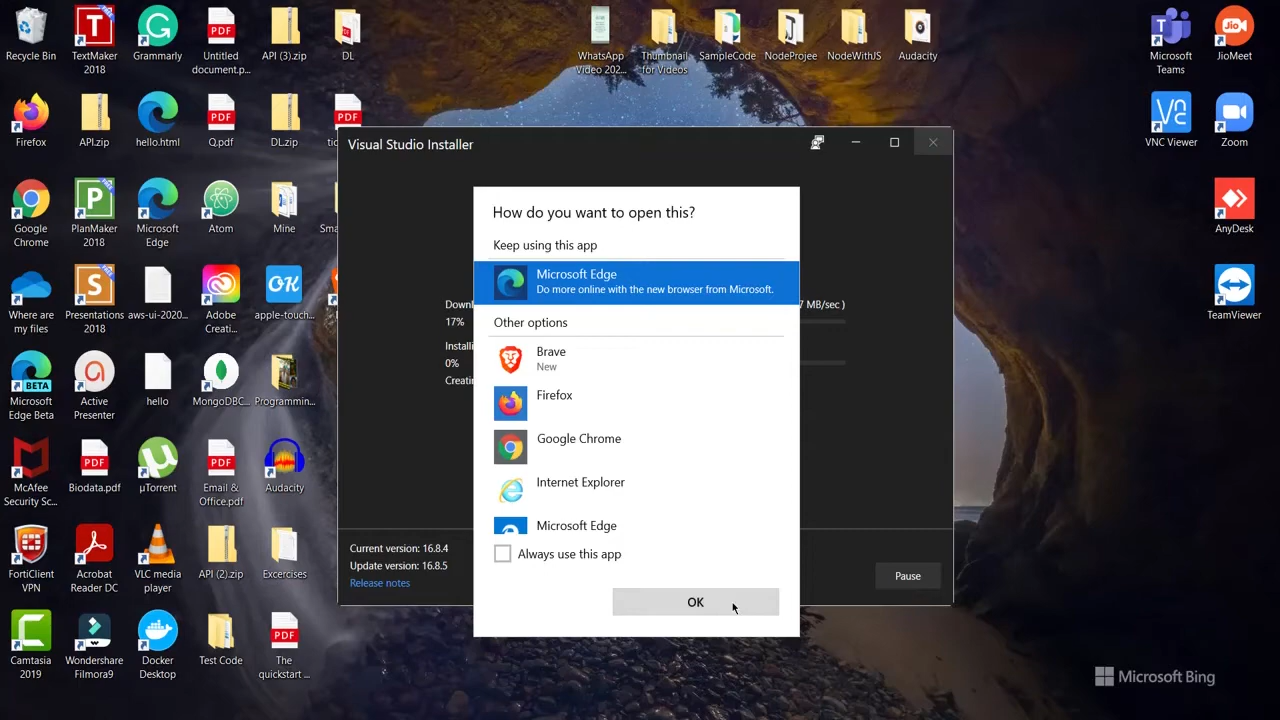 Recycle Bin
TextMaker
2018
Grammarly
Untitled
document.p...
API (3).zip
DL
WhatsApp
Video 202...
Thumbnail
for Videos
SampleCode
NodeProjee
NodeWithJS
Audacity
Microsoft
Teams
JioMeet
Firefox
API.zip
hello.html
Q.pdf
DL.zip
tic
VNC Viewer
Zoom
Google
Chrome
PlanMaker
2018
Microsoft
Edge
Atom
Mine
Sma
AnyDesk
Where are
my files
Presentations
2018
aws-ui-2020...
Adobe
Creati...
apple-touch...
TeamViewer
Microsoft
Edge Beta
Active
Presenter
hello
MongoDBC...
Programmin...
McAfee
Security Sc...
Biodata.pdf
µTorrent
Email &
Office.pdf
Audacity
FortiClient
VPN
Acrobat
Reader DC
VLC media
player
API (2).zip
Excercises
Camtasia
2019
Wondershare
Filmora9
Docker
Desktop
Test Code
The
quickstart ...
Visual Studio Installer
Downl
7 MB/sec )
17%
Installi
0%
Creatin
Current version: 16.8.4
Update version: 16.8.5
Release notes
Pause
How do you want to open this?
Keep using this app
Microsoft Edge
Do more online with the new browser from Microsoft.
Other options
Brave
New
Firefox
Google Chrome
Internet Explorer
Microsoft Edge
Always use this app
OK
Microsoft Bing